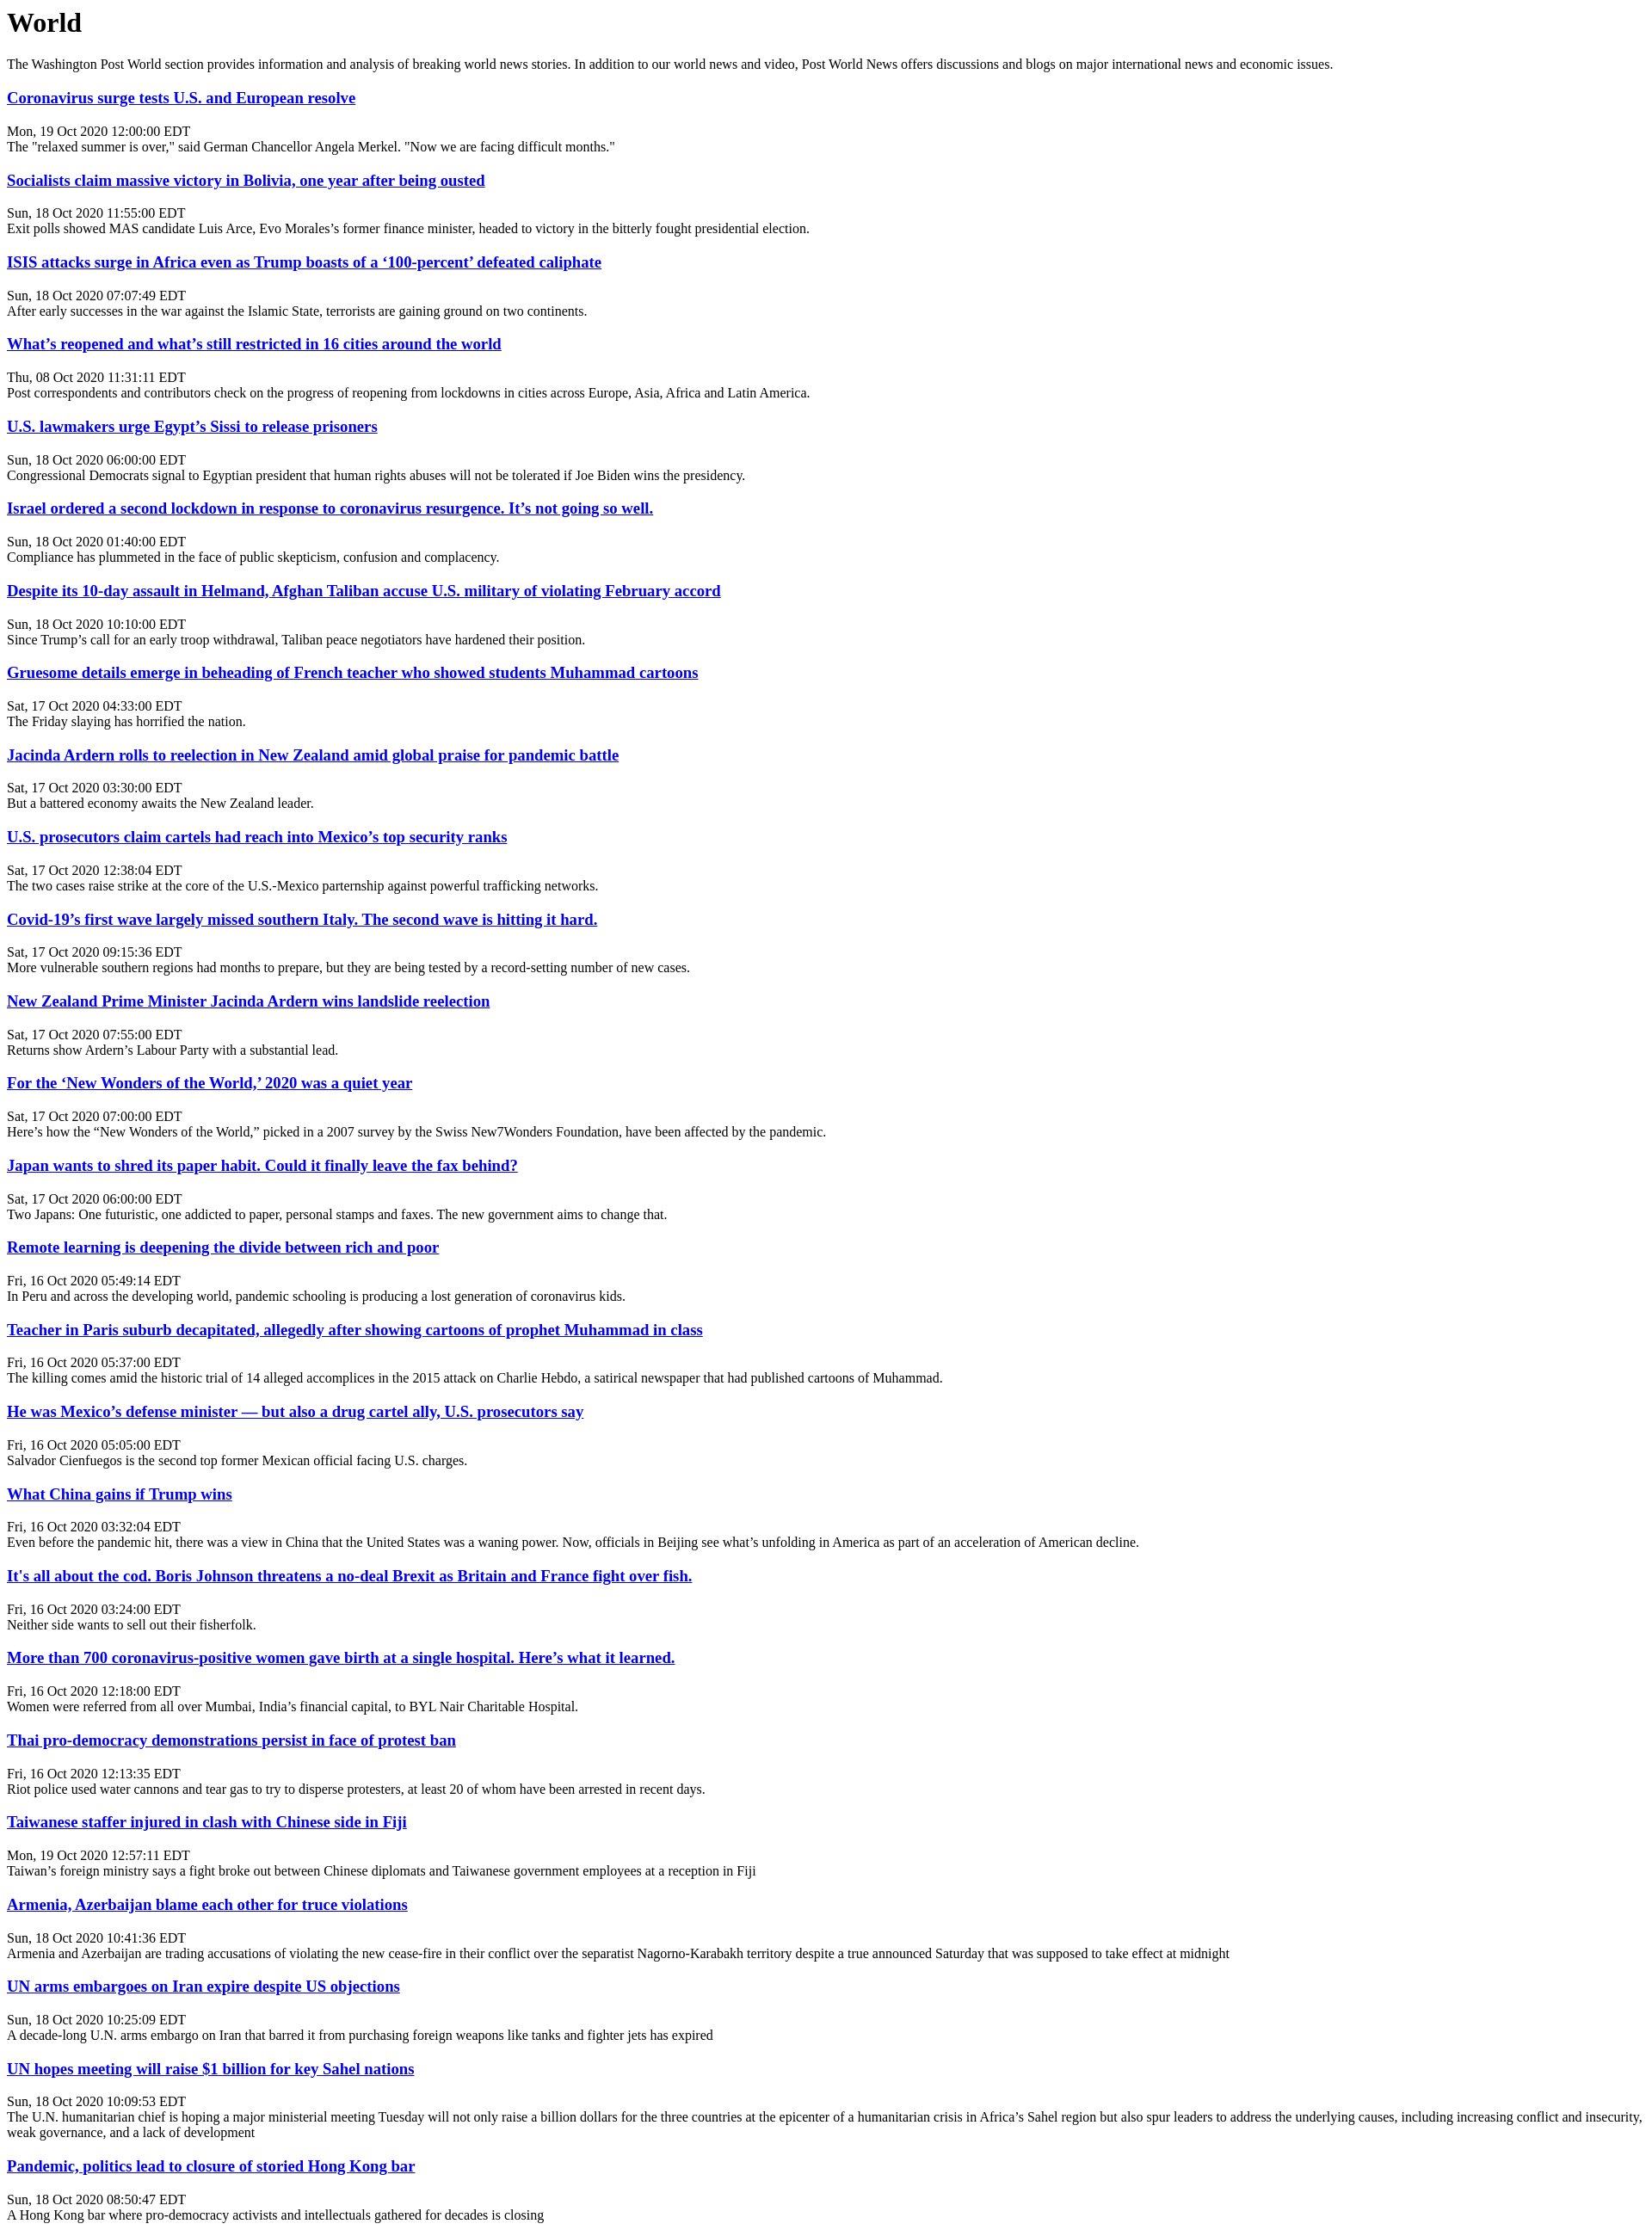 World
The Washington Post World section provides information and analysis of breaking world news stories. In addition to our world news and video, Post World News offers discussions and blogs on major international news and economic issues.
Coronavirus surge tests U.S. and European resolve
Mon, 19 Oct 2020 12:00:00 EDT
The "relaxed summer is over," said German Chancellor Angela Merkel. "Now we are facing difficult months."
Socialists claim massive victory in Bolivia, one year after being ousted
Sun, 18 Oct 2020 11:55:00 EDT
Exit polls showed MAS candidate Luis Arce, Evo Morales’s former finance minister, headed to victory in the bitterly fought presidential election.
ISIS attacks surge in Africa even as Trump boasts of a ‘100-percent’ defeated caliphate
Sun, 18 Oct 2020 07:07:49 EDT
After early successes in the war against the Islamic State, terrorists are gaining ground on two continents.
What’s reopened and what’s still restricted in 16 cities around the world
Thu, 08 Oct 2020 11:31:11 EDT
Post correspondents and contributors check on the progress of reopening from lockdowns in cities across Europe, Asia, Africa and Latin America.
U.S. lawmakers urge Egypt’s Sissi to release prisoners
Sun, 18 Oct 2020 06:00:00 EDT
Congressional Democrats signal to Egyptian president that human rights abuses will not be tolerated if Joe Biden wins the presidency.
Israel ordered a second lockdown in response to coronavirus resurgence. It’s not going so well.
Sun, 18 Oct 2020 01:40:00 EDT
Compliance has plummeted in the face of public skepticism, confusion and complacency.
Despite its 10-day assault in Helmand, Afghan Taliban accuse U.S. military of violating February accord
Sun, 18 Oct 2020 10:10:00 EDT
Since Trump’s call for an early troop withdrawal, Taliban peace negotiators have hardened their position.
Gruesome details emerge in beheading of French teacher who showed students Muhammad cartoons
Sat, 17 Oct 2020 04:33:00 EDT
The Friday slaying has horrified the nation.
Jacinda Ardern rolls to reelection in New Zealand amid global praise for pandemic battle
Sat, 17 Oct 2020 03:30:00 EDT
But a battered economy awaits the New Zealand leader.
U.S. prosecutors claim cartels had reach into Mexico’s top security ranks
Sat, 17 Oct 2020 12:38:04 EDT
The two cases raise strike at the core of the U.S.-Mexico parternship against powerful trafficking networks.
Covid-19’s first wave largely missed southern Italy. The second wave is hitting it hard.
Sat, 17 Oct 2020 09:15:36 EDT
More vulnerable southern regions had months to prepare, but they are being tested by a record-setting number of new cases.
New Zealand Prime Minister Jacinda Ardern wins landslide reelection
Sat, 17 Oct 2020 07:55:00 EDT
Returns show Ardern’s Labour Party with a substantial lead.
For the ‘New Wonders of the World,’ 2020 was a quiet year
Sat, 17 Oct 2020 07:00:00 EDT
Here’s how the “New Wonders of the World,” picked in a 2007 survey by the Swiss New7Wonders Foundation, have been affected by the pandemic.
Japan wants to shred its paper habit. Could it finally leave the fax behind?
Sat, 17 Oct 2020 06:00:00 EDT
Two Japans: One futuristic, one addicted to paper, personal stamps and faxes. The new government aims to change that.
Remote learning is deepening the divide between rich and poor
Fri, 16 Oct 2020 05:49:14 EDT
In Peru and across the developing world, pandemic schooling is producing a lost generation of coronavirus kids.
Teacher in Paris suburb decapitated, allegedly after showing cartoons of prophet Muhammad in class
Fri, 16 Oct 2020 05:37:00 EDT
The killing comes amid the historic trial of 14 alleged accomplices in the 2015 attack on Charlie Hebdo, a satirical newspaper that had published cartoons of Muhammad.
He was Mexico’s defense minister — but also a drug cartel ally, U.S. prosecutors say
Fri, 16 Oct 2020 05:05:00 EDT
Salvador Cienfuegos is the second top former Mexican official facing U.S. charges.
What China gains if Trump wins
Fri, 16 Oct 2020 03:32:04 EDT
Even before the pandemic hit, there was a view in China that the United States was a waning power. Now, officials in Beijing see what’s unfolding in America as part of an acceleration of American decline.
It's all about the cod. Boris Johnson threatens a no-deal Brexit as Britain and France fight over fish.
Fri, 16 Oct 2020 03:24:00 EDT
Neither side wants to sell out their fisherfolk.
More than 700 coronavirus-positive women gave birth at a single hospital. Here’s what it learned.
Fri, 16 Oct 2020 12:18:00 EDT
Women were referred from all over Mumbai, India’s financial capital, to BYL Nair Charitable Hospital.
Thai pro-democracy demonstrations persist in face of protest ban
Fri, 16 Oct 2020 12:13:35 EDT
Riot police used water cannons and tear gas to try to disperse protesters, at least 20 of whom have been arrested in recent days.
Taiwanese staffer injured in clash with Chinese side in Fiji
Mon, 19 Oct 2020 12:57:11 EDT
Taiwan’s foreign ministry says a fight broke out between Chinese diplomats and Taiwanese government employees at a reception in Fiji
Armenia, Azerbaijan blame each other for truce violations
Sun, 18 Oct 2020 10:41:36 EDT
Armenia and Azerbaijan are trading accusations of violating the new cease-fire in their conflict over the separatist Nagorno-Karabakh territory despite a true announced Saturday that was supposed to take effect at midnight
UN arms embargoes on Iran expire despite US objections
Sun, 18 Oct 2020 10:25:09 EDT
A decade-long U.N. arms embargo on Iran that barred it from purchasing foreign weapons like tanks and fighter jets has expired
UN hopes meeting will raise $1 billion for key Sahel nations
Sun, 18 Oct 2020 10:09:53 EDT
The U.N. humanitarian chief is hoping a major ministerial meeting Tuesday will not only raise a billion dollars for the three countries at the epicenter of a humanitarian crisis in Africa’s Sahel region but also spur leaders to address the underlying causes, including increasing conflict and insecurity,
weak governance, and a lack of development
Pandemic, politics lead to closure of storied Hong Kong bar
Sun, 18 Oct 2020 08:50:47 EDT
A Hong Kong bar where pro-democracy activists and intellectuals gathered for decades is closing